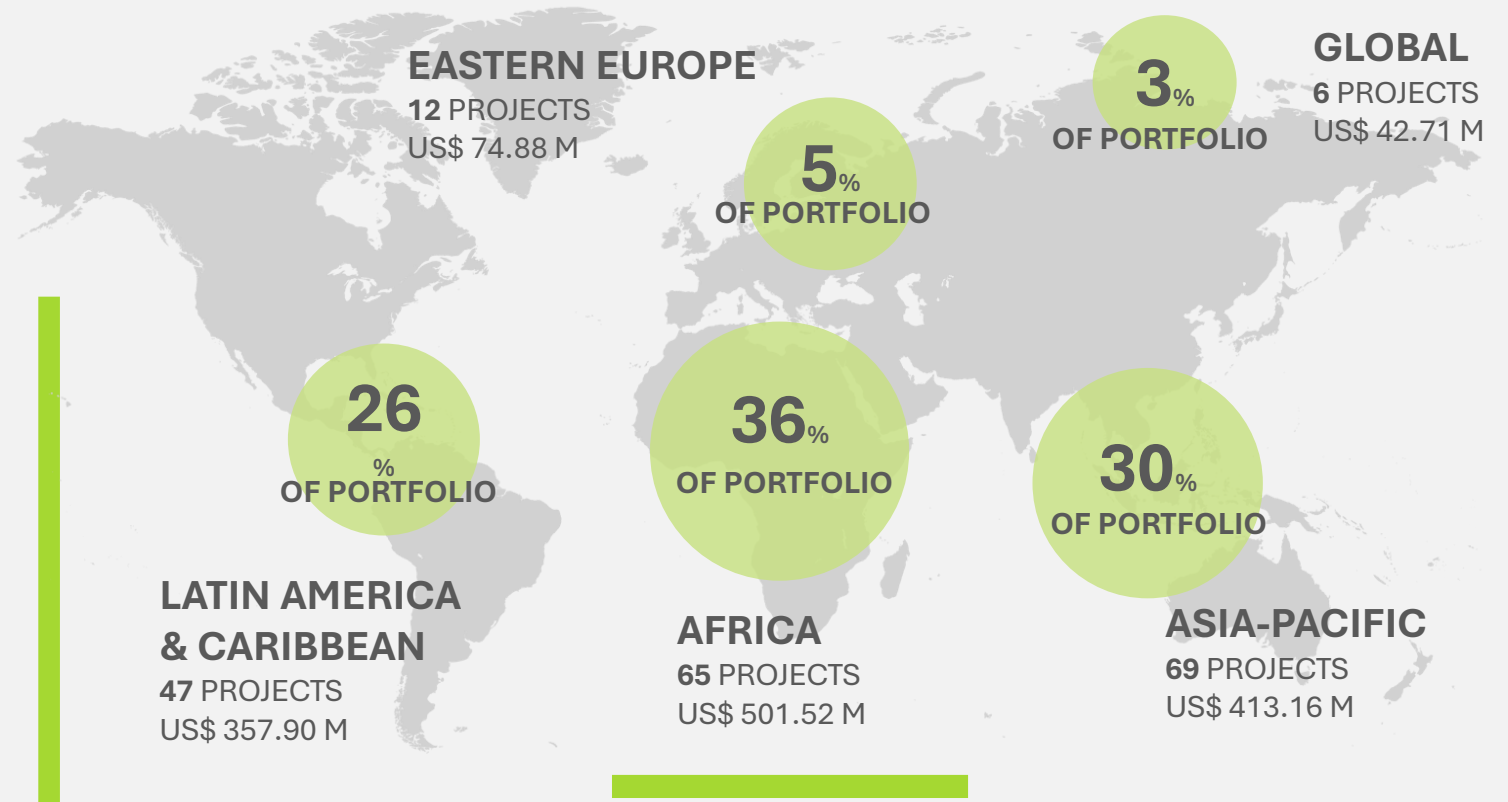 EASTERN EUROPE
12 PROJECTS
US$ 74.88 M
5%
OF PORTFOLIO
3%
OF PORTFOLIO
GLOBAL
6 PROJECTS
US$ 42.71 M
26
%
OF PORTFOLIO
LATIN AMERICA
& CARIBBEAN
47 PROJECTS
US$ 357.90 M
36%
OF PORTFOLIO
AFRICA
65 PROJECTS
US$ 501.52 M
30%
OF PORTFOLIO
ASIA-PACIFIC
69 PROJECTS
US$ 413.16 M